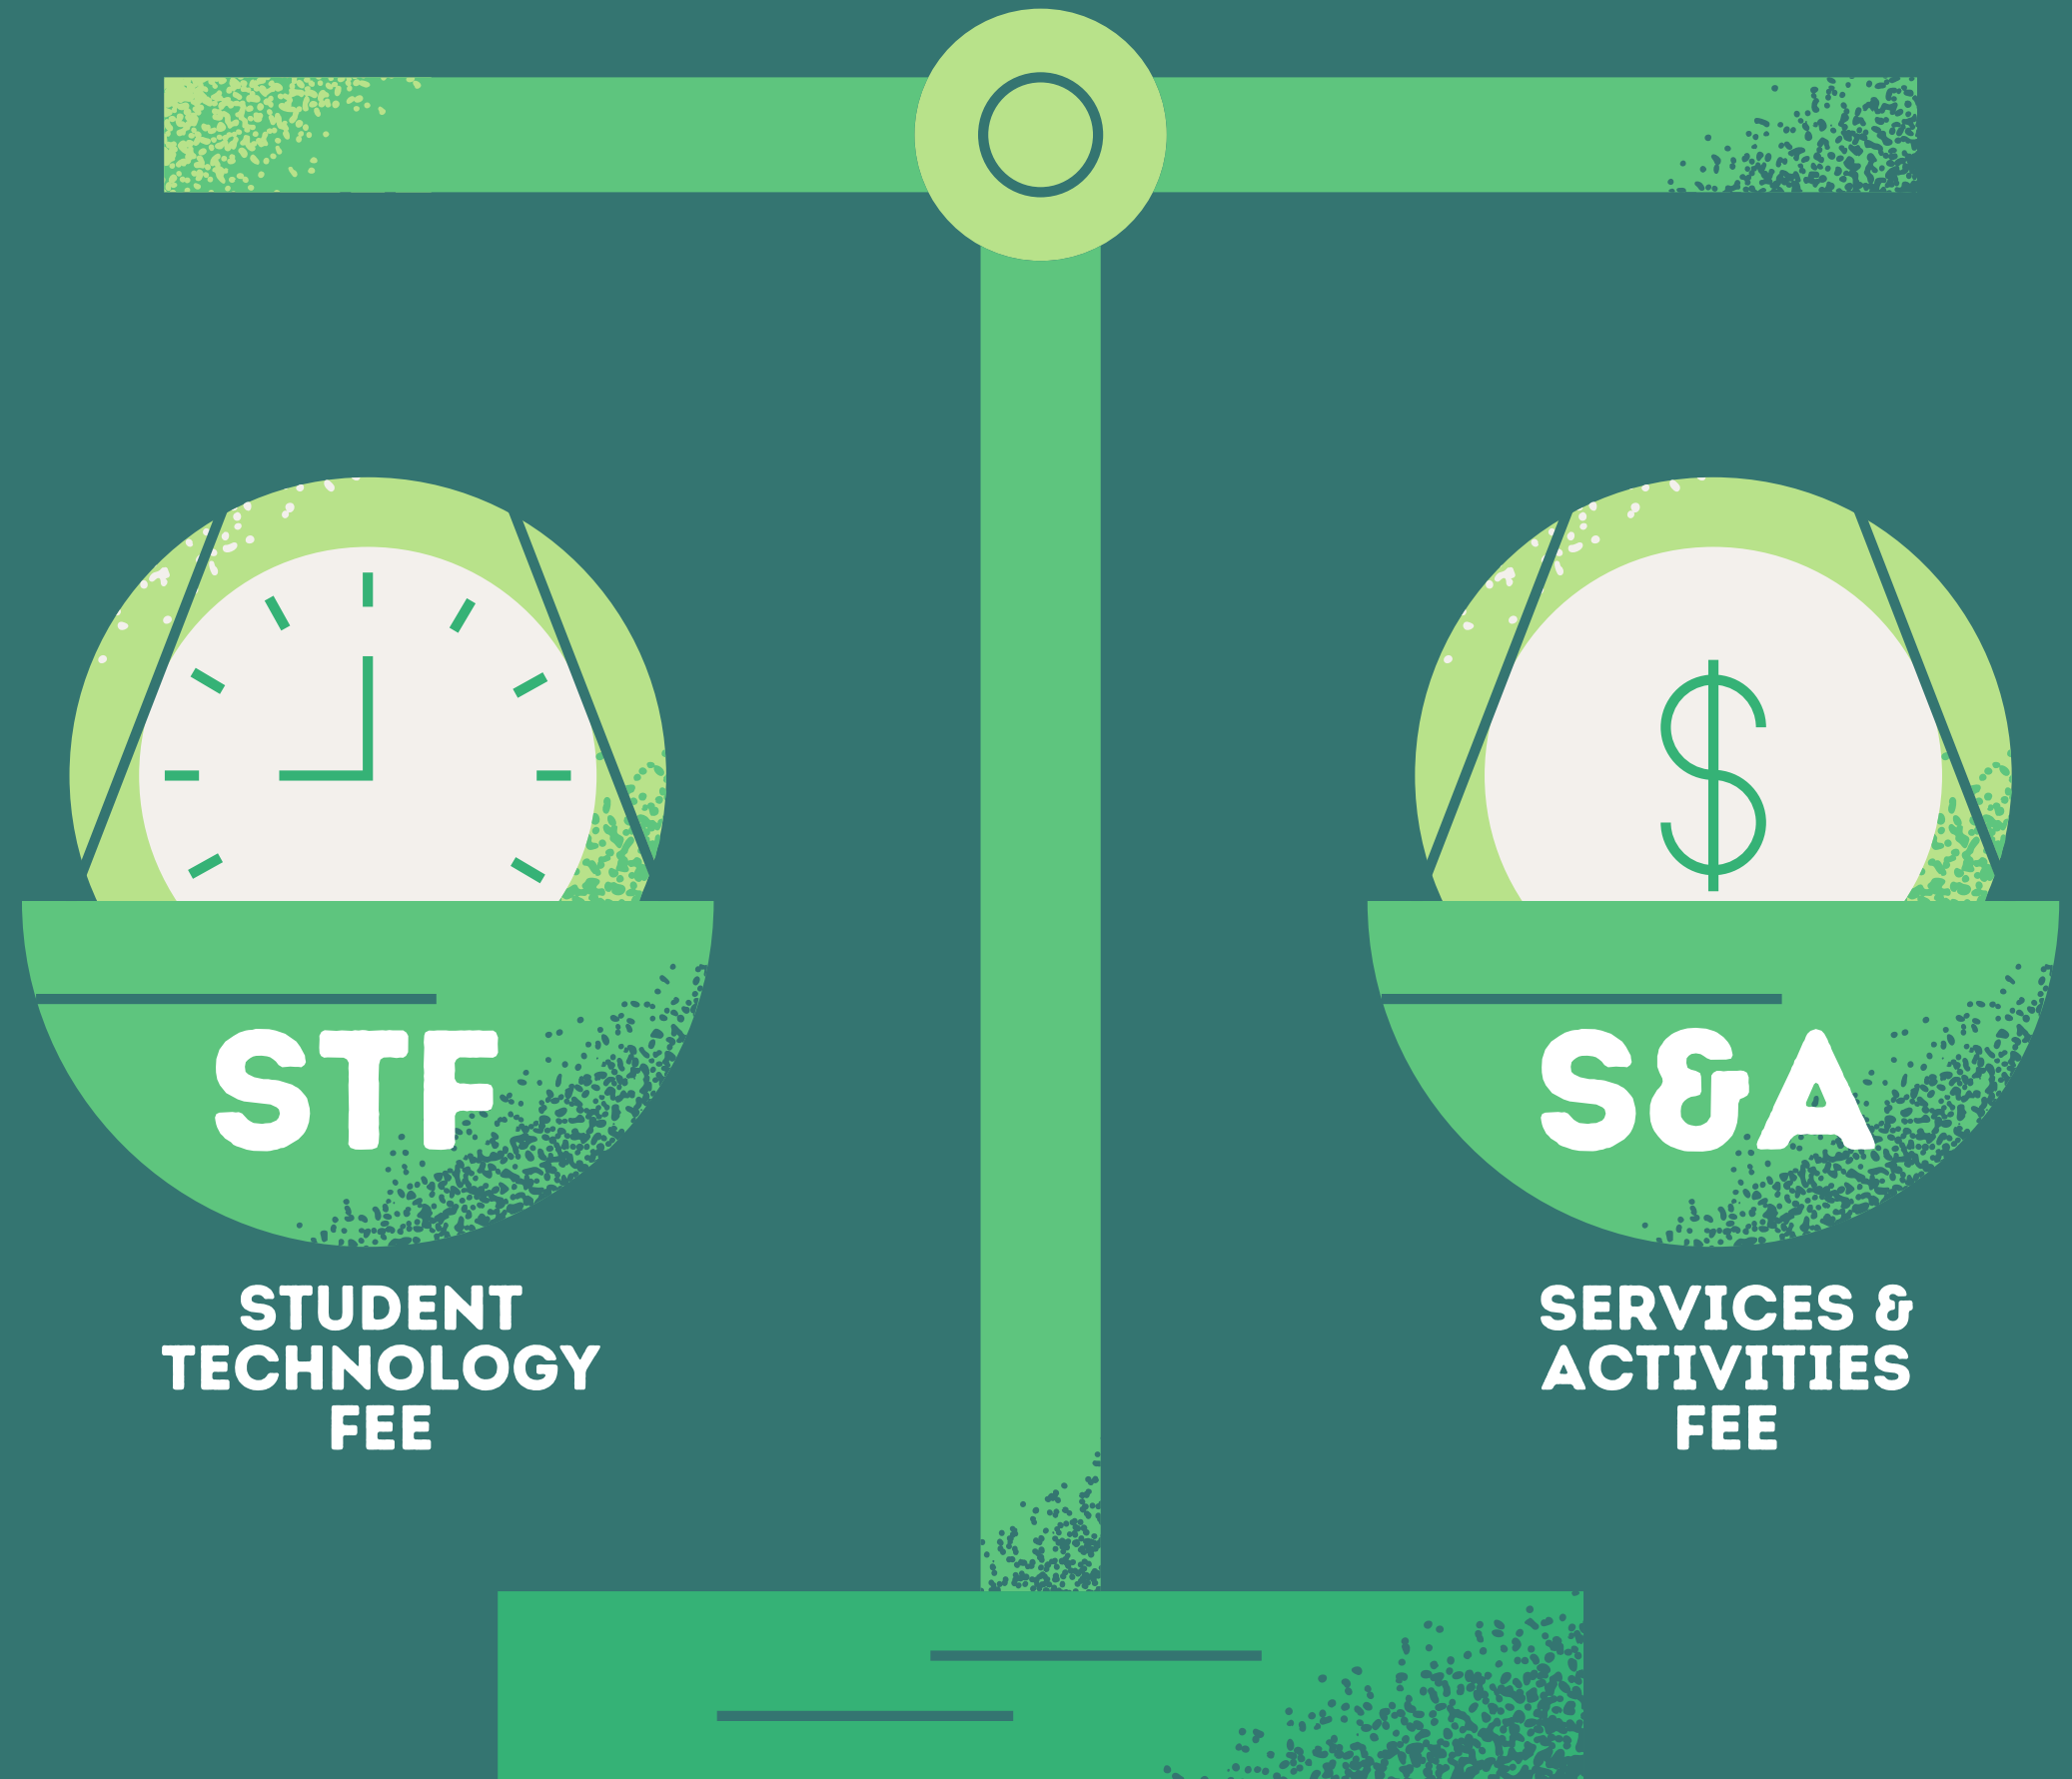 STF
STUDENT
TECHNOLOGY
FEE
S&A
SERVICES &
ACTIVITIES
FEE